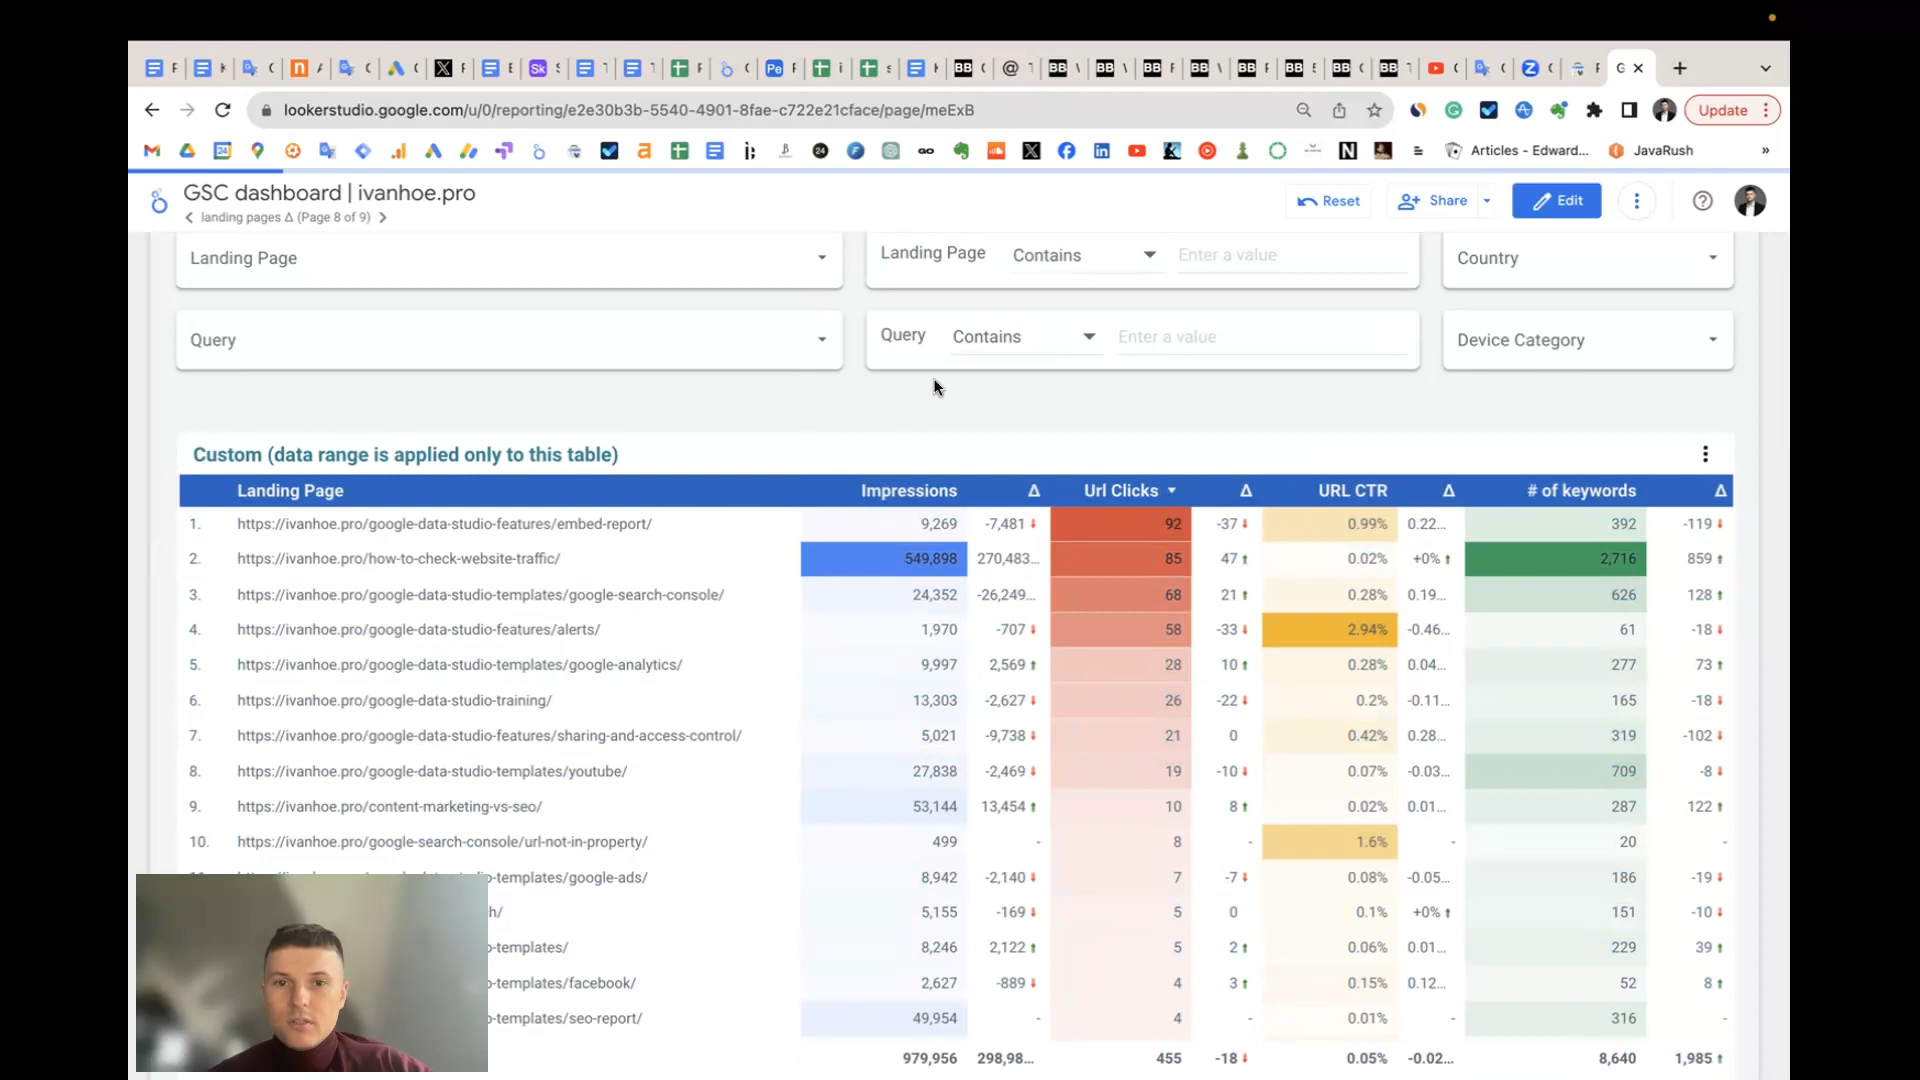 lookerstudio.google.com/u/0/reporting/e2e30b3b-5540-4901-8fae-c722e21cface/page/meExB
Update
Articles - Edward...
JavaRush
»
GSC dashboard | ivanhoe.pro
landing pages Δ (Page 8 of 9)
Reset
Share
Edit
Landing Page
Landing Page Contains Enter a value
Country
Query
Query Contains Enter a value
Device Category
Custom (data range is applied only to this table)
Landing Page Impressions Δ Url Clicks Δ URL CTR Δ # of keywords Δ
1. https://ivanhoe.pro/google-data-studio-features/embed-report/ 9,269 -7,481 92 -37 0.99% 0.22... 392 -119
2. https://ivanhoe.pro/how-to-check-website-traffic/ 549,898 270,483... 85 47 0.02% +0% 2,716 859
3. https://ivanhoe.pro/google-data-studio-templates/google-search-console/ 24,352 -26,249... 68 21 0.28% 0.19... 626 128
4. https://ivanhoe.pro/google-data-studio-features/alerts/ 1,970 -707 58 -33 2.94% -0.46... 61 -18
5. https://ivanhoe.pro/google-data-studio-templates/google-analytics/ 9,997 2,569 28 10 0.28% 0.04... 277 73
6. https://ivanhoe.pro/google-data-studio-training/ 13,303 -2,627 26 -22 0.2% -0.11... 165 -18
7. https://ivanhoe.pro/google-data-studio-features/sharing-and-access-control/ 5,021 -9,738 21 0 0.42% 0.28... 319 -102
8. https://ivanhoe.pro/google-data-studio-templates/youtube/ 27,838 -2,469 19 -10 0.07% -0.03... 709 -8
9. https://ivanhoe.pro/content-marketing-vs-seo/ 53,144 13,454 10 8 0.02% 0.01... 287 122
10. https://ivanhoe.pro/google-search-console/url-not-in-property/ 499 - 8 - 1.6% - 20 -
o-templates/google-ads/ 8,942 -2,140 7 -7 0.08% -0.05... 186 -19
h/ 5,155 -169 5 0 0.1% +0% 151 -10
o-templates/ 8,246 2,122 5 2 0.06% 0.01... 229 39
o-templates/facebook/ 2,627 -889 4 3 0.15% 0.12... 52 8
o-templates/seo-report/ 49,954 - 4 - 0.01% - 316 -
979,956 298,98... 455 -18 0.05% -0.02... 8,640 1,985